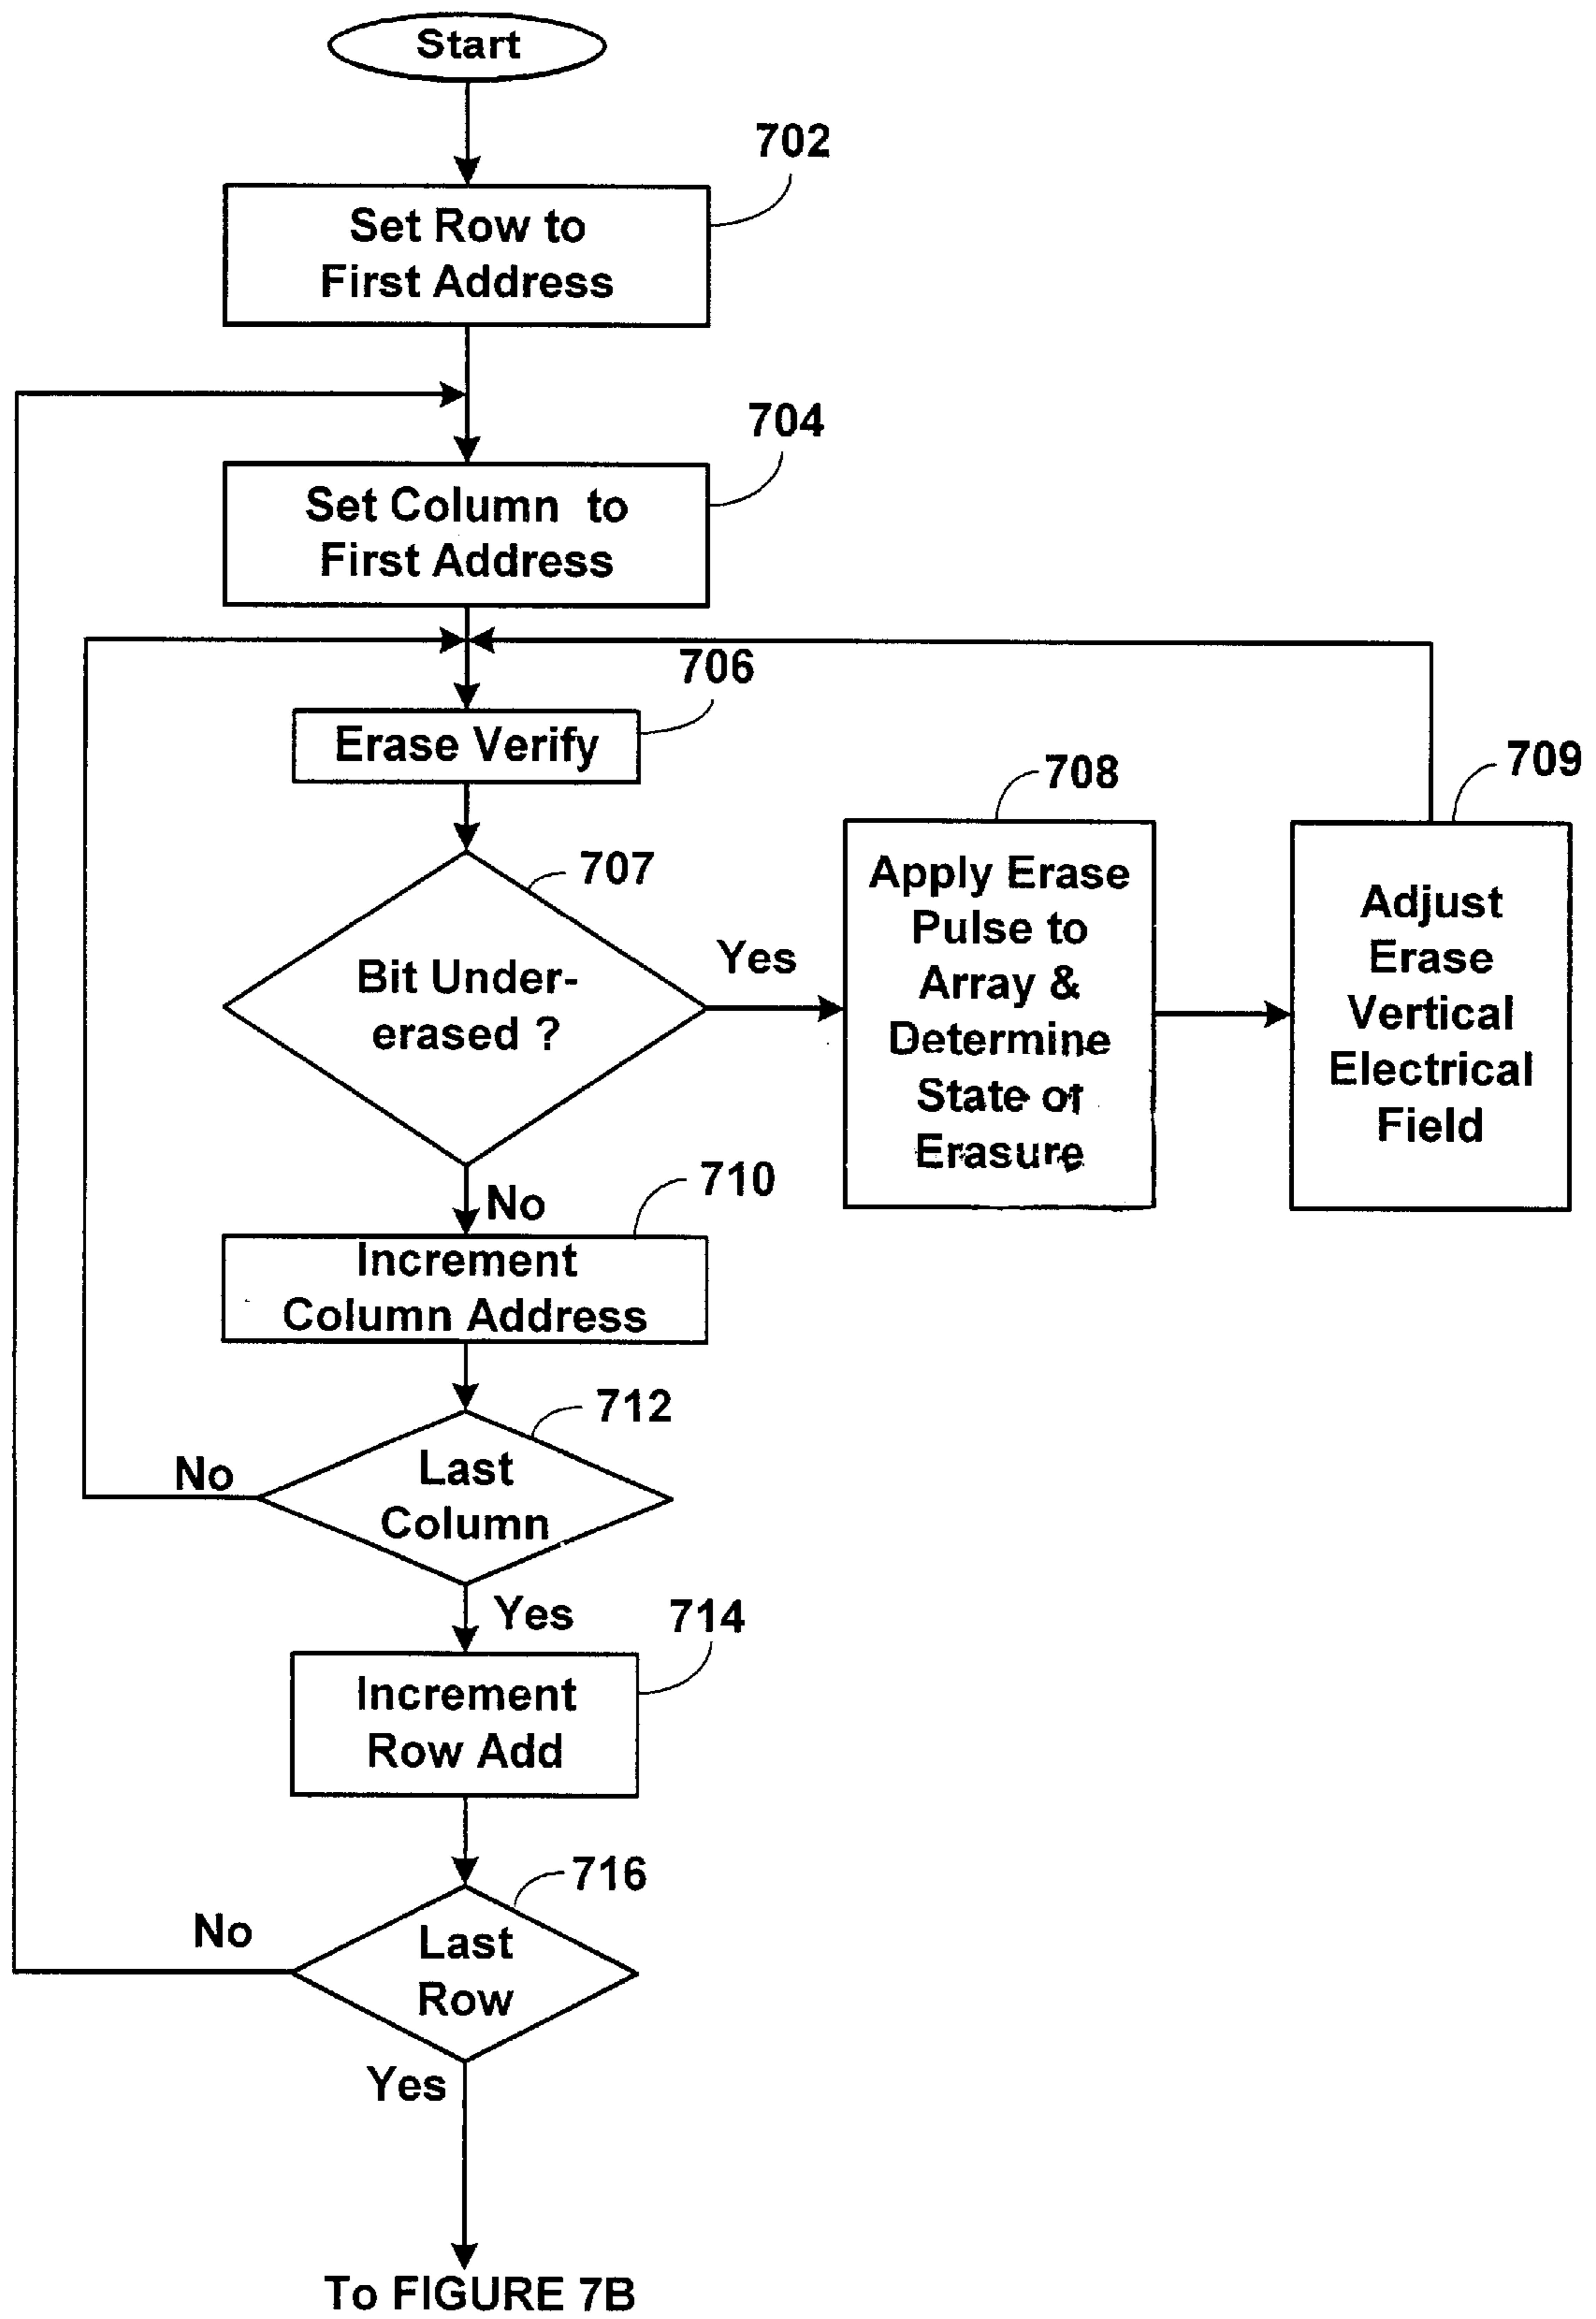 Start
702
Set Row to
First Address
704
Set Column to
First Address
706
Erase Verify
707
Bit Under-
erased ?
Yes
708
Apply Erase
Pulse to
Array &
Determine
State of
Erasure
709
Adjust
Erase
Vertical
Electrical
Field
No
710
Increment
Column Address
712
Last
Column
No
Yes
714
Increment
Row Add
716
Last
Row
No
Yes
To FIGURE 7B